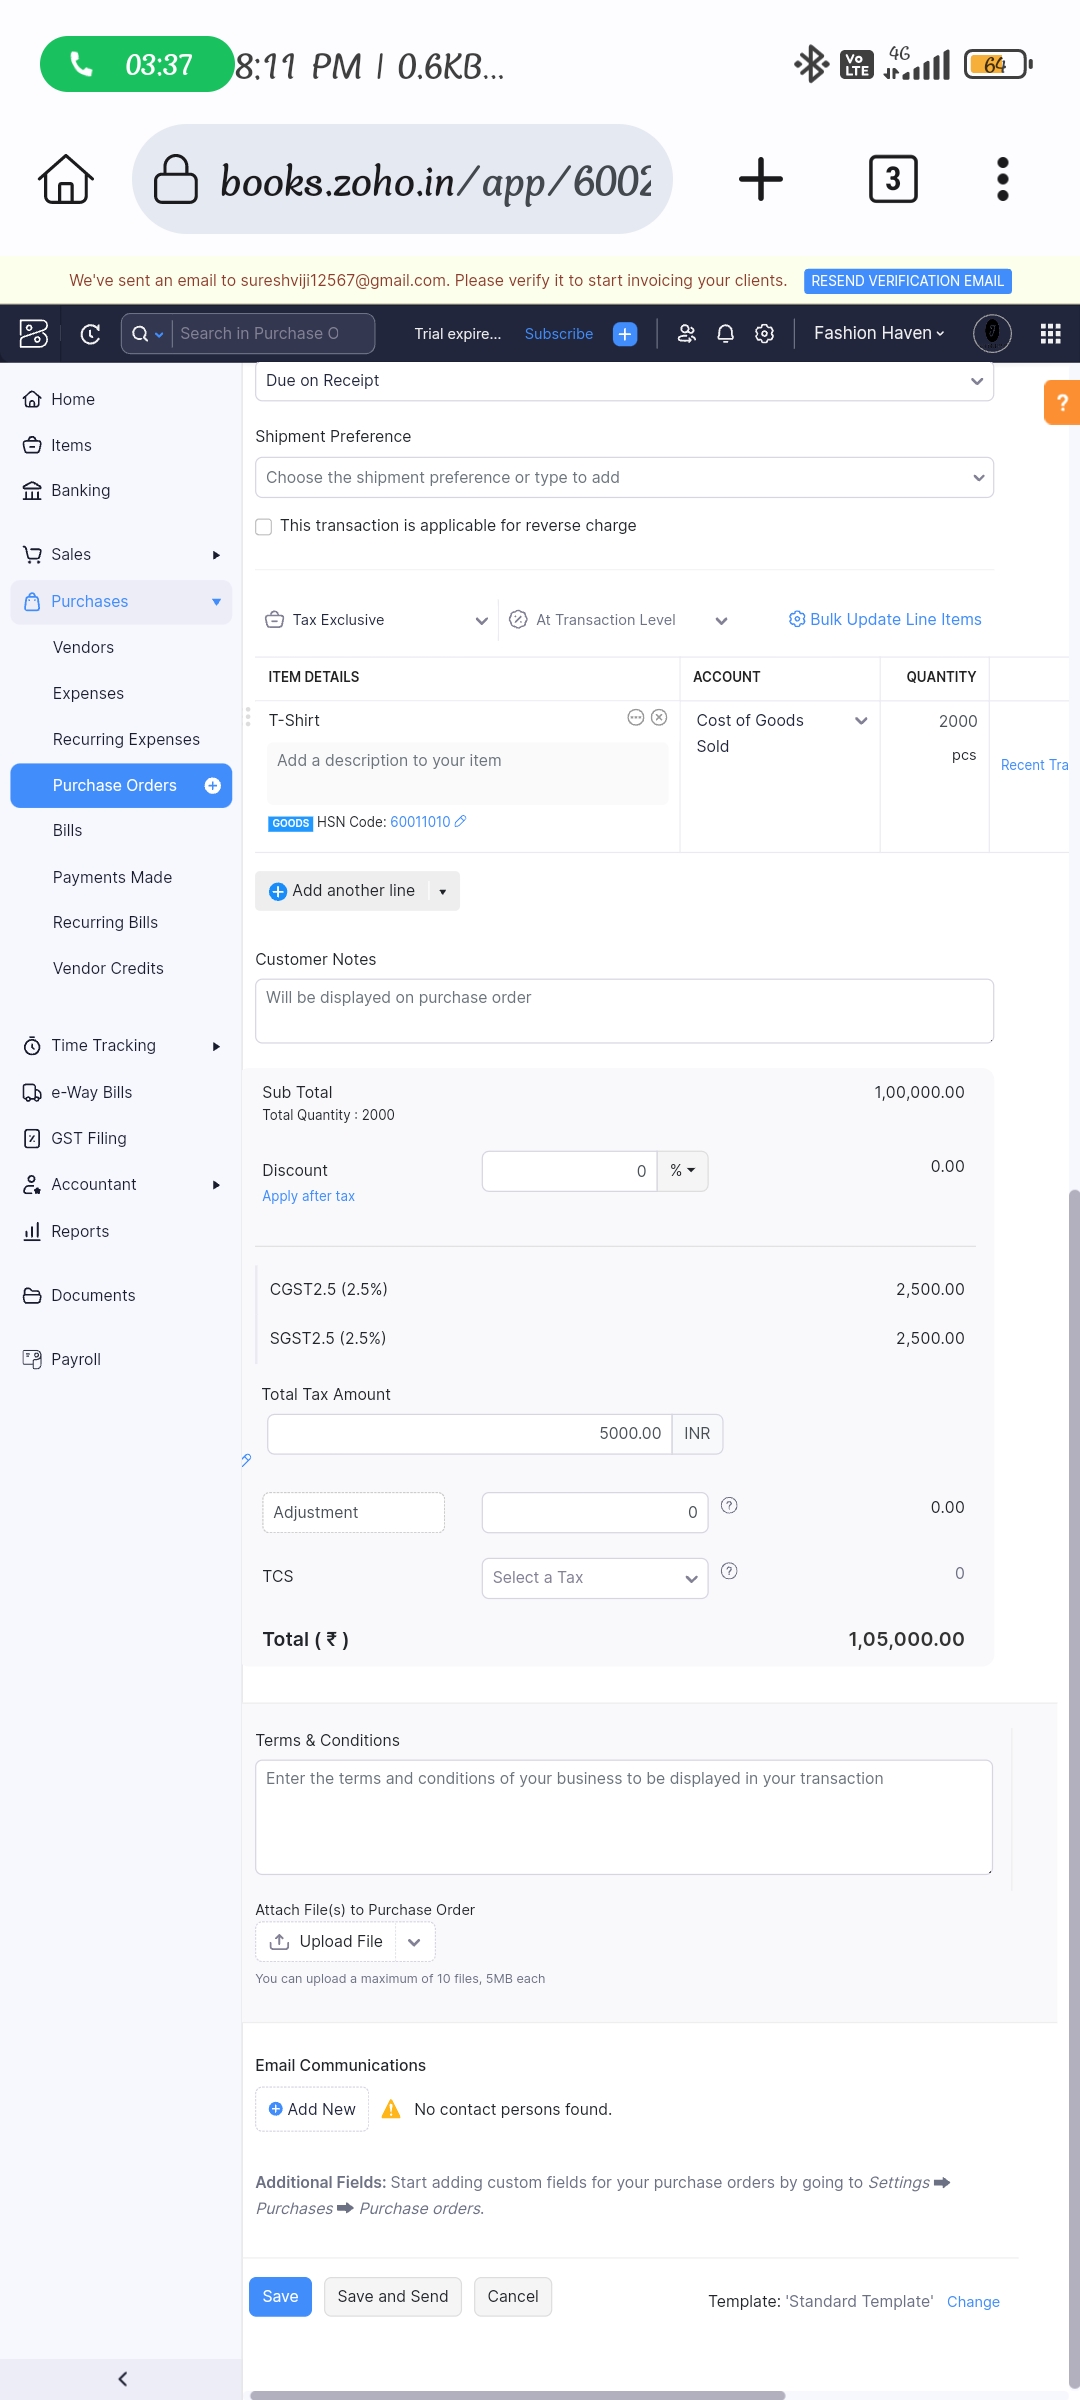 03:37
8:11 PM | 0.6KB...
Vo LTE
4G
64
books.zoho.in/app/6002
3
We've sent an email to sureshviji12567@gmail.com. Please verify it to start invoicing your clients.
RESEND VERIFICATION EMAIL
Search in Purchase O
Trial expire...
Subscribe
Fashion Haven
Home
Items
Banking
Sales
Purchases
Vendors
Expenses
Recurring Expenses
Purchase Orders
Bills
Payments Made
Recurring Bills
Vendor Credits
Time Tracking
e-Way Bills
GST Filing
Accountant
Reports
Documents
Payroll
Due on Receipt
?
Shipment Preference
Choose the shipment preference or type to add
This transaction is applicable for reverse charge
Tax Exclusive
At Transaction Level
Bulk Update Line Items
ITEM DETAILS
ACCOUNT
QUANTITY
T-Shirt
Cost of Goods Sold
2000
pcs
Recent Tra
Add a description to your item
GOODS HSN Code: 60011010
Add another line
Customer Notes
Will be displayed on purchase order
Sub Total
1,00,000.00
Total Quantity : 2000
Discount
0
%
0.00
Apply after tax
CGST2.5 (2.5%)
2,500.00
SGST2.5 (2.5%)
2,500.00
Total Tax Amount
5000.00
INR
Adjustment
0
?
0.00
TCS
Select a Tax
?
0
Total ( ₹ )
1,05,000.00
Terms & Conditions
Enter the terms and conditions of your business to be displayed in your transaction
Attach File(s) to Purchase Order
Upload File
You can upload a maximum of 10 files, 5MB each
Email Communications
Add New
No contact persons found.
Additional Fields: Start adding custom fields for your purchase orders by going to Settings ➡
Purchases ➡ Purchase orders.
Save
Save and Send
Cancel
Template: 'Standard Template' Change